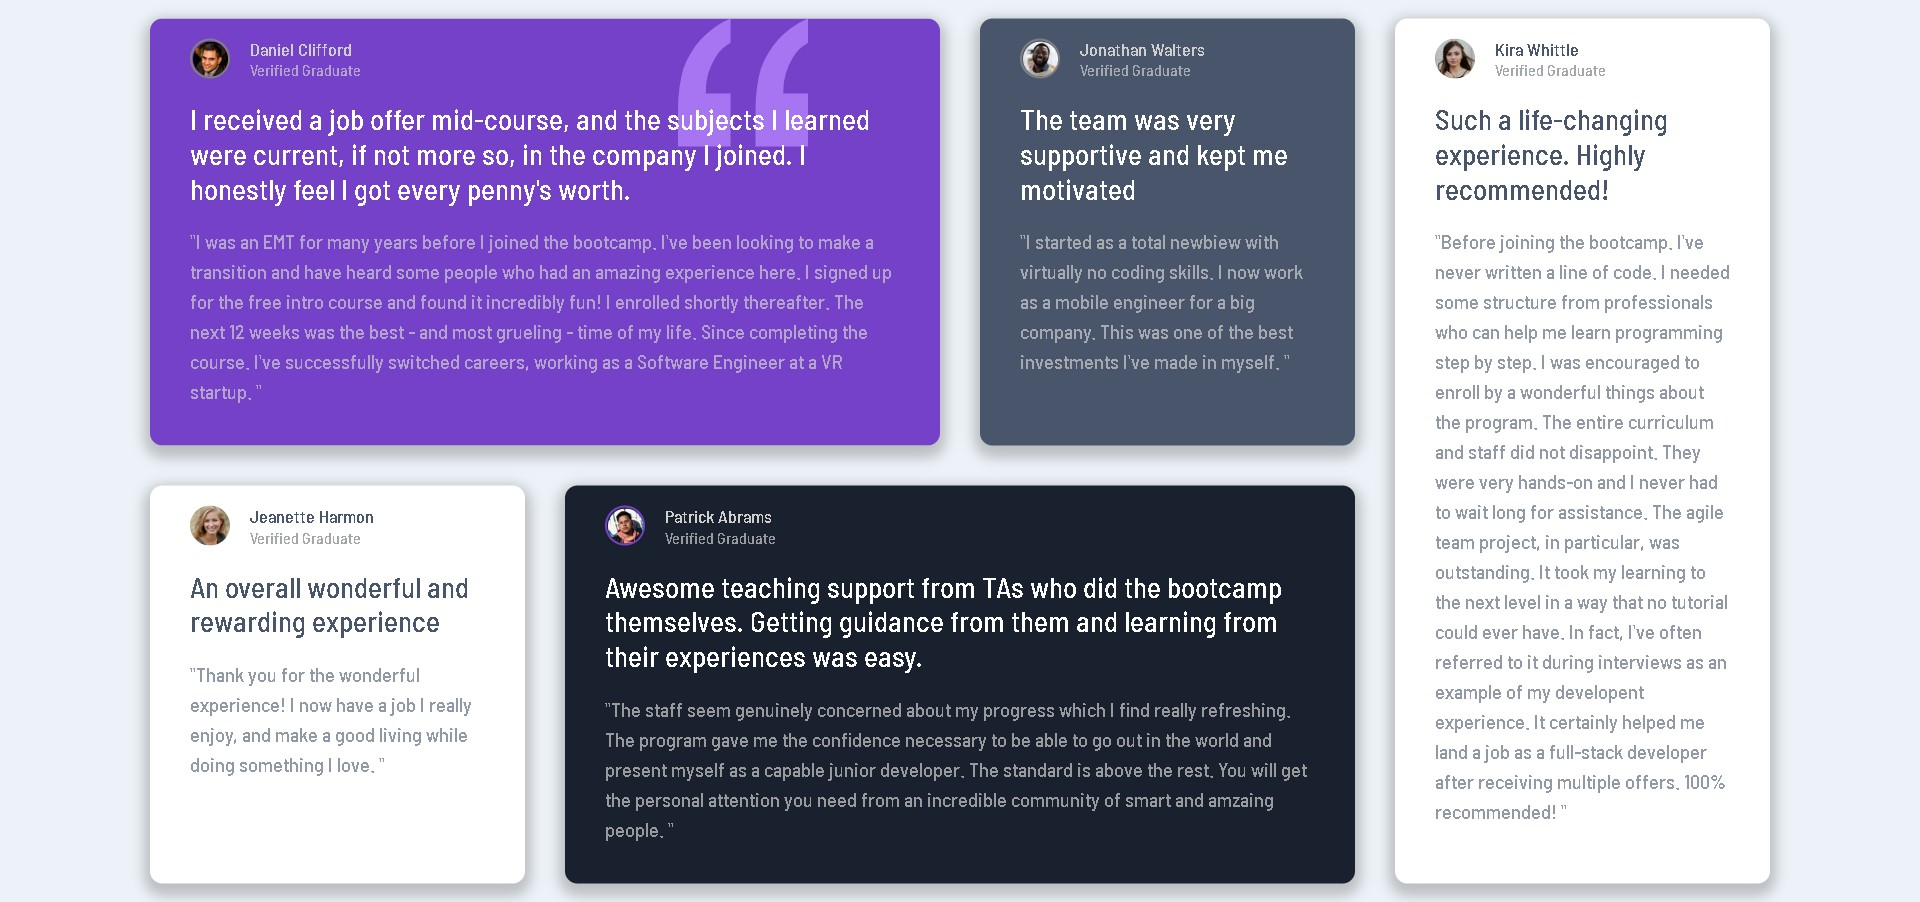 Daniel Clifford
Verified Graduate
I received a job offer mid-course, and the subjects I learned
were current, if not more so, in the company I joined. I
honestly feel I got every penny's worth.
"I was an EMT for many years before I joined the bootcamp. I've been looking to make a
transition and have heard some people who had an amazing experience here. I signed up
for the free intro course and found it incredibly fun! I enrolled shortly thereafter. The
next 12 weeks was the best - and most grueling - time of my life. Since completing the
course. I've successfully switched careers, working as a Software Engineer at a VR
startup. "
Jonathan Walters
Verified Graduate
The team was very
supportive and kept me
motivated
"I started as a total newbiew with
virtually no coding skills. I now work
as a mobile engineer for a big
company. This was one of the best
investments I've made in myself. "
Kira Whittle
Verified Graduate
Such a life-changing
experience. Highly
recommended!
"Before joining the bootcamp. I've
never written a line of code. I needed
some structure from professionals
who can help me learn programming
step by step. I was encouraged to
enroll by a wonderful things about
the program. The entire curriculum
and staff did not disappoint. They
were very hands-on and I never had
to wait long for assistance. The agile
team project, in particular, was
outstanding. It took my learning to
the next level in a way that no tutorial
could ever have. In fact, I've often
referred to it during interviews as an
example of my developent
experience. It certainly helped me
land a job as a full-stack developer
after receiving multiple offers. 100%
recommended! "
Jeanette Harmon
Verified Graduate
An overall wonderful and
rewarding experience
"Thank you for the wonderful
experience! I now have a job I really
enjoy, and make a good living while
doing something I love. "
Patrick Abrams
Verified Graduate
Awesome teaching support from TAs who did the bootcamp
themselves. Getting guidance from them and learning from
their experiences was easy.
"The staff seem genuinely concerned about my progress which I find really refreshing.
The program gave me the confidence necessary to be able to go out in the world and
present myself as a capable junior developer. The standard is above the rest. You will get
the personal attention you need from an incredible community of smart and amzaing
people. "